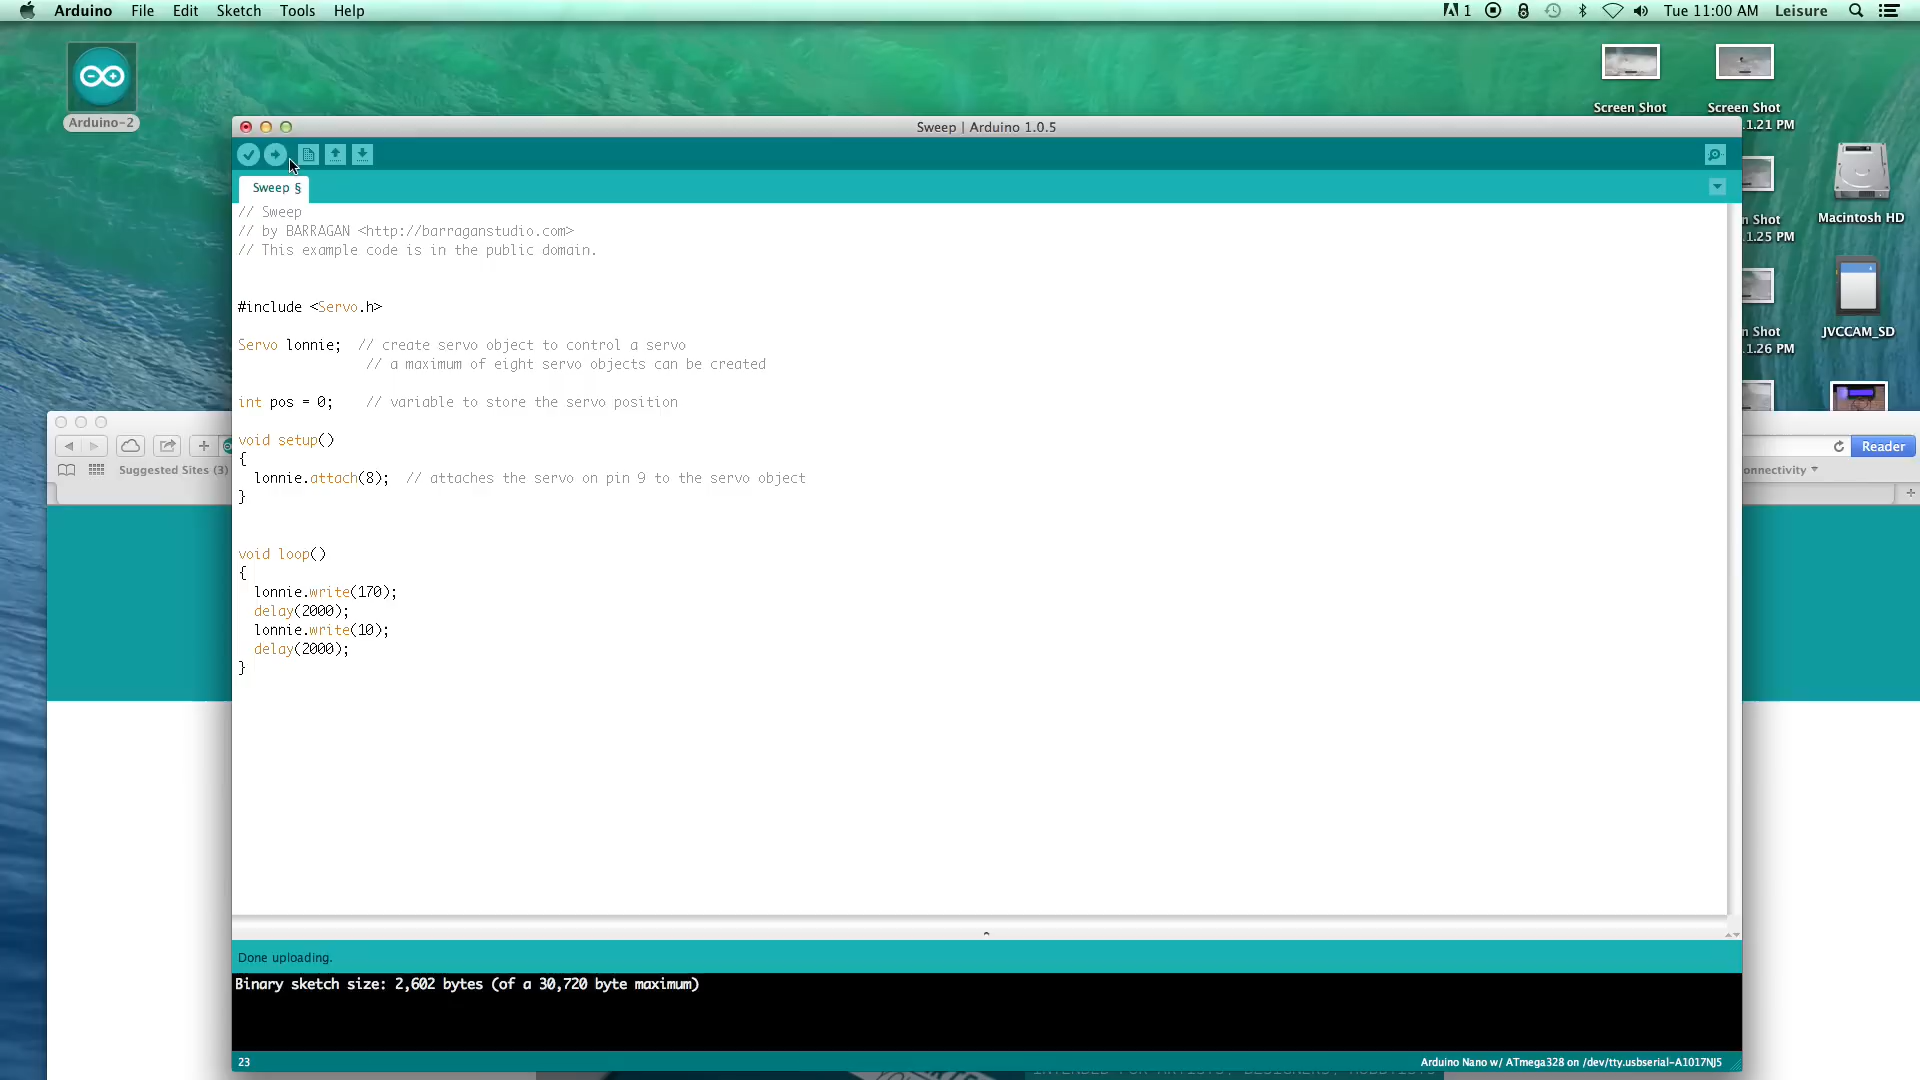 Arduino File Edit Sketch Tools Help
1 Tue 11:00 AM Leisure
Arduino-2
Screen Shot
Screen Shot
.1.21 PM
Sweep | Arduino 1.0.5
Sweep §
// Sweep
// by BARRAGAN <http://barraganstudio.com>
// This example code is in the public domain.
#include <Servo.h>
Servo lonnie;  // create servo object to control a servo
// a maximum of eight servo objects can be created
int pos = 0;    // variable to store the servo position
void setup()
{
lonnie.attach(8);  // attaches the servo on pin 9 to the servo object
}
void loop()
{
lonnie.write(170);
delay(2000);
lonnie.write(10);
delay(2000);
}
Done uploading.
Binary sketch size: 2,602 bytes (of a 30,720 byte maximum)
23
Arduino Nano w/ ATmega328 on /dev/tty.usbserial-A1017NJ5
Suggested Sites (3)
Macintosh HD
n Shot
.1.25 PM
JVCCAM_SD
n Shot
.1.26 PM
Reader
onnectivity